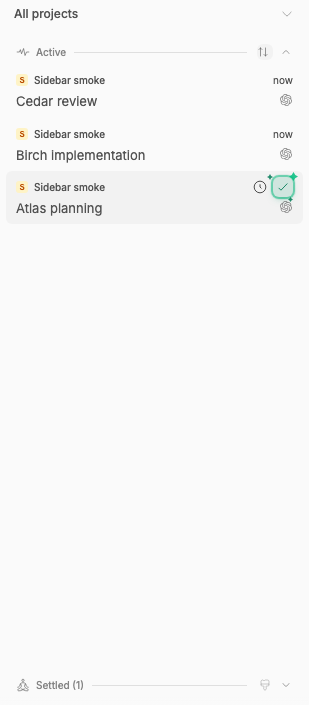 All projects
Active
S Sidebar smoke now
Cedar review
S Sidebar smoke now
Birch implementation
S Sidebar smoke
Atlas planning
Settled (1)